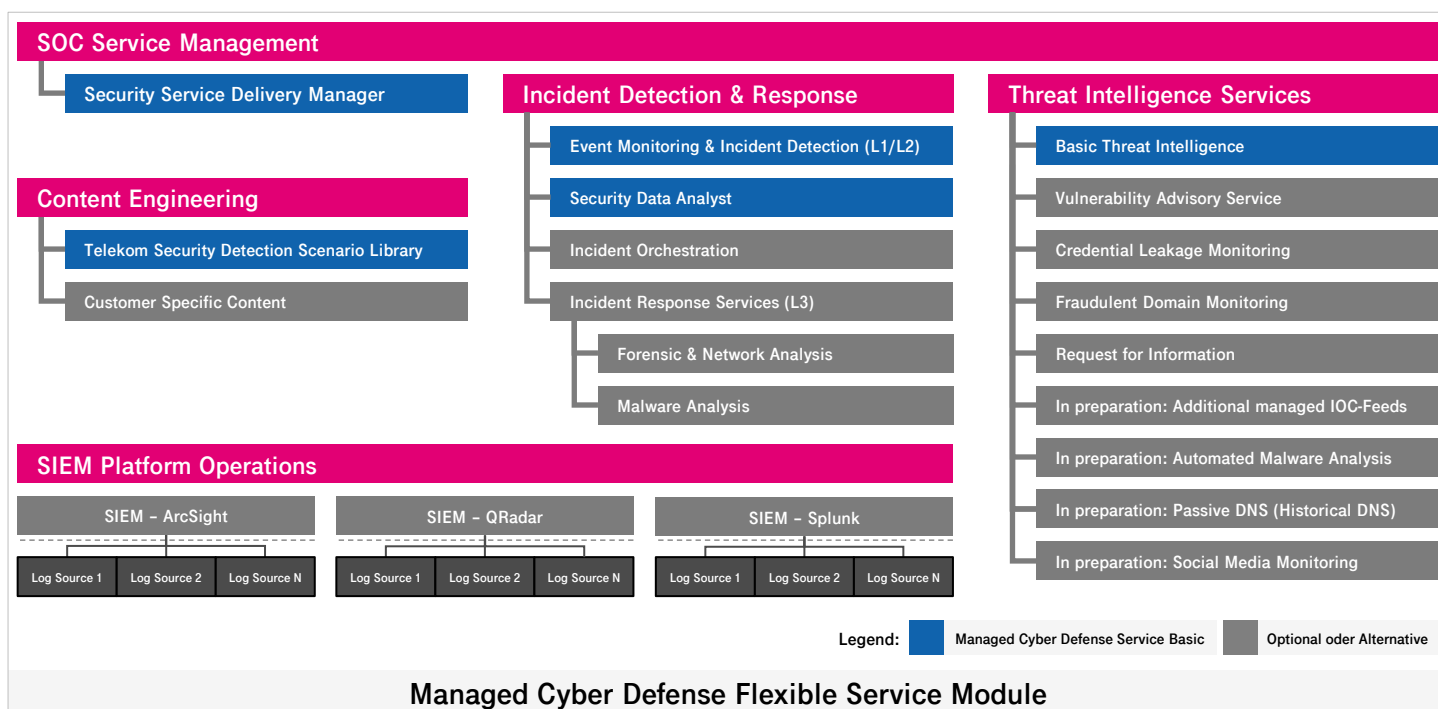 SOC Service Management
Security Service Delivery Manager
Content Engineering
Telekom Security Detection Scenario Library
Customer Specific Content
Incident Detection & Response
Event Monitoring & Incident Detection (L1/L2)
Security Data Analyst
Incident Orchestration
Incident Response Services (L3)
Forensic & Network Analysis
Malware Analysis
Threat Intelligence Services
Basic Threat Intelligence
Vulnerability Advisory Service
Credential Leakage Monitoring
Fraudulent Domain Monitoring
Request for Information
In preparation: Additional managed IOC-Feeds
In preparation: Automated Malware Analysis
In preparation: Passive DNS (Historical DNS)
In preparation: Social Media Monitoring
SIEM Platform Operations
SIEM – ArcSight
Log Source 1
Log Source 2
Log Source N
SIEM – QRadar
Log Source 1
Log Source 2
Log Source N
SIEM – Splunk
Log Source 1
Log Source 2
Log Source N
Legend:
Managed Cyber Defense Service Basic
Optional oder Alternative
Managed Cyber Defense Flexible Service Module